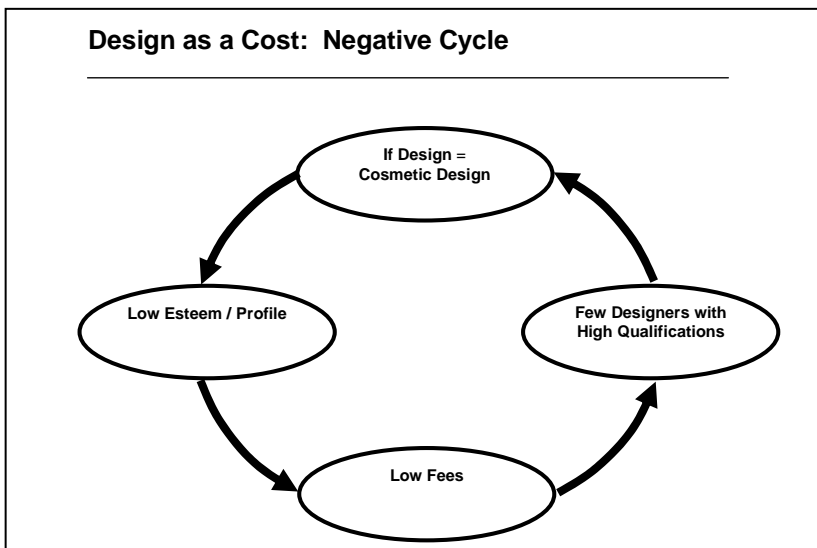 Design as a Cost:  Negative Cycle
If Design =
Cosmetic Design
Low Esteem / Profile
Few Designers with
High Qualifications
Low Fees